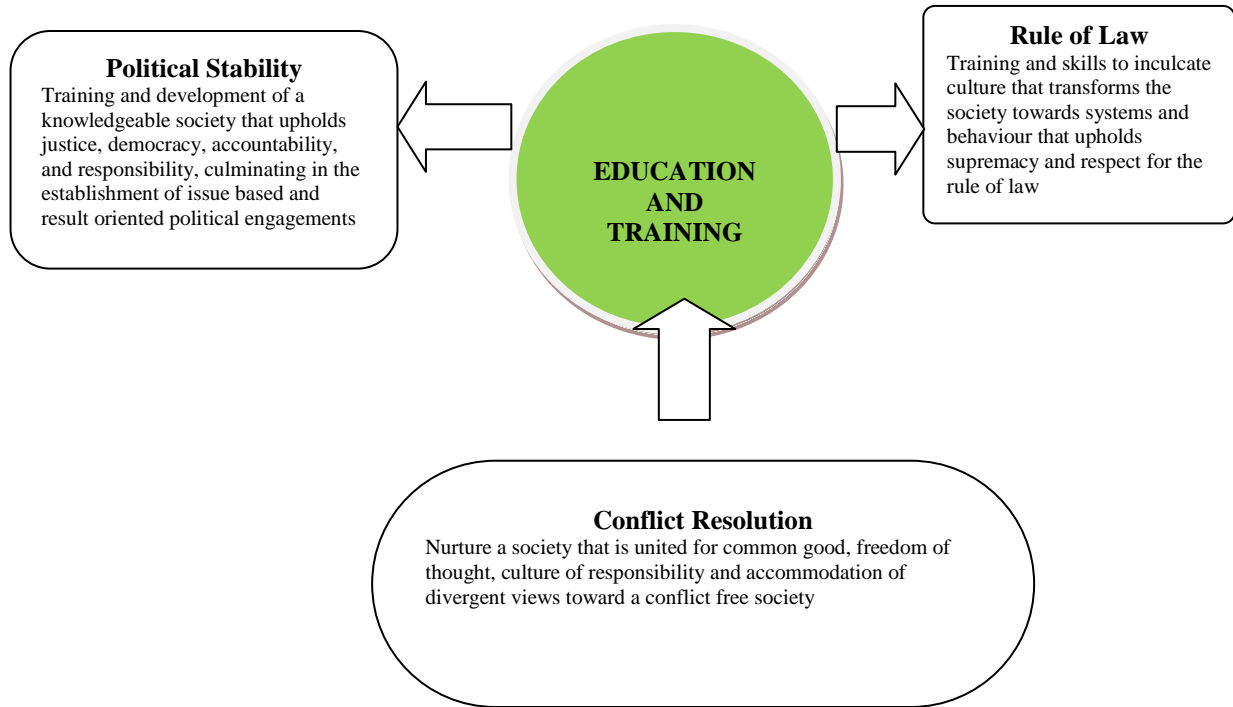 Political Stability
Training and development of a
knowledgeable society that upholds
justice, democracy, accountability,
and responsibility, culminating in the
establishment of issue based and
result oriented political engagements
EDUCATION
AND
TRAINING
Rule of Law
Training and skills to inculcate
culture that transforms the
society towards systems and
behaviour that upholds
supremacy and respect for the
rule of law
Conflict Resolution
Nurture a society that is united for common good, freedom of
thought, culture of responsibility and accommodation of
divergent views toward a conflict free society